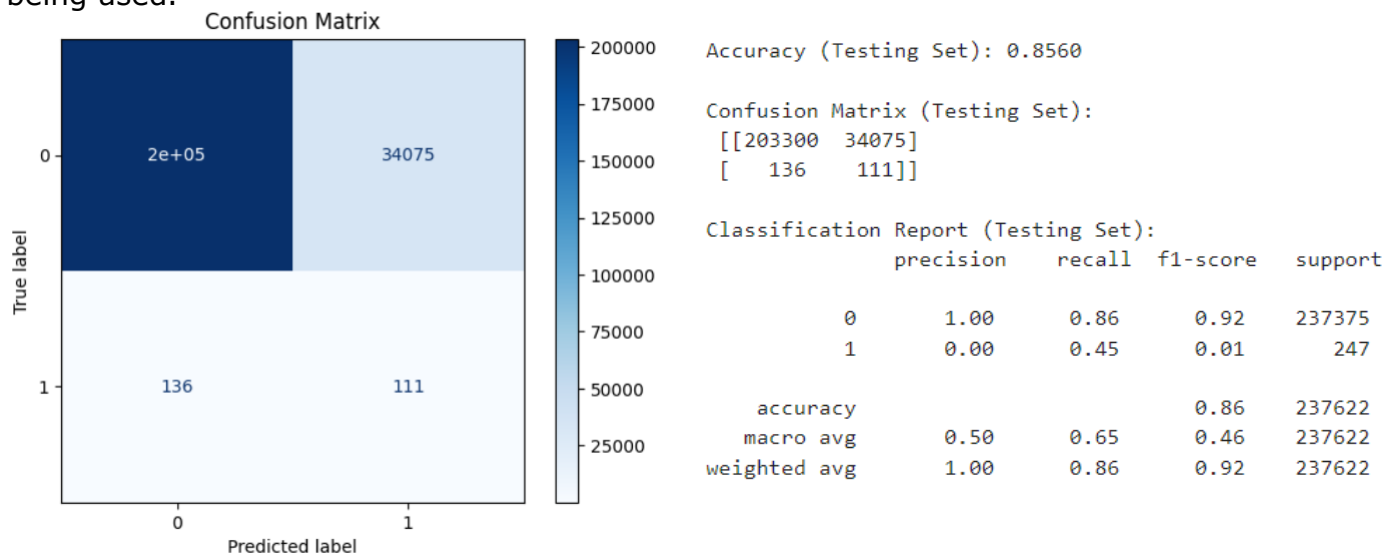 being used.
Confusion Matrix
0
2e+05
34075
1
136
111
0
1
True label
Predicted label
200000
175000
150000
125000
100000
75000
50000
25000
Accuracy (Testing Set): 0.8560
Confusion Matrix (Testing Set):
[[203300 34075]
[ 136 111]]
Classification Report (Testing Set):
precision recall f1-score support
0 1.00 0.86 0.92 237375
1 0.00 0.45 0.01 247
accuracy 0.86 237622
macro avg 0.50 0.65 0.46 237622
weighted avg 1.00 0.86 0.92 237622